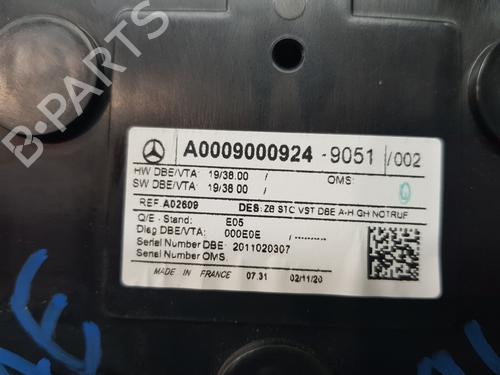 A0009000924 - 9051 /002
HW DBE/VTA: 19/38.00 / OMS:
SW DBE/VTA: 19/38.00 /
REF. A02609 DES: ZB STC VST DBE A+H GH NOTRUF
Q/E - Stand: E05
Diag DBE/VTA: 000E0E /
Serial Number DBE: 2011020307
Serial Number OMS:
MADE IN FRANCE 07:31 02/11/20
B-PARTS